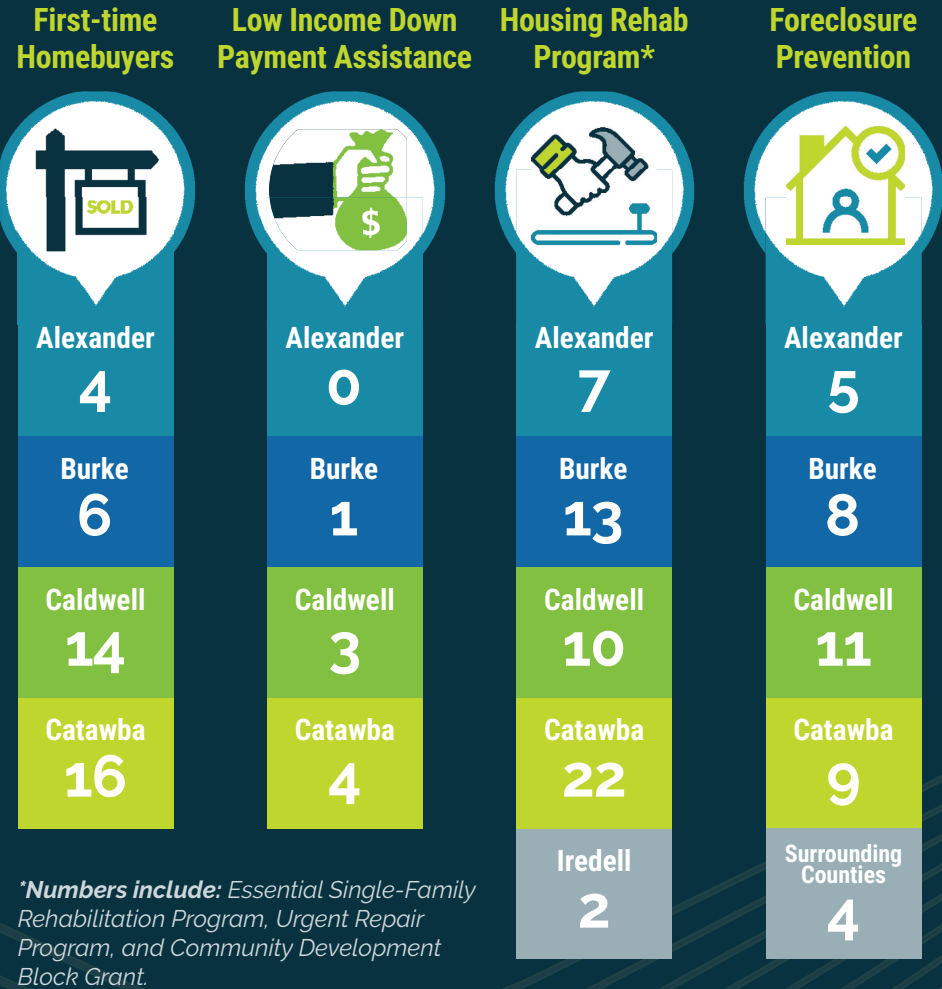 First-time
Homebuyers
SOLD
Alexander
4
Burke
6
Caldwell
14
Catawba
16
Low Income Down
Payment Assistance
$
Alexander
0
Burke
1
Caldwell
3
Catawba
4
Housing Rehab
Program*
Alexander
7
Burke
13
Caldwell
10
Catawba
22
Iredell
2
Foreclosure
Prevention
Alexander
5
Burke
8
Caldwell
11
Catawba
9
Surrounding
Counties
4
*Numbers include: Essential Single-Family
Rehabilitation Program, Urgent Repair
Program, and Community Development
Block Grant.